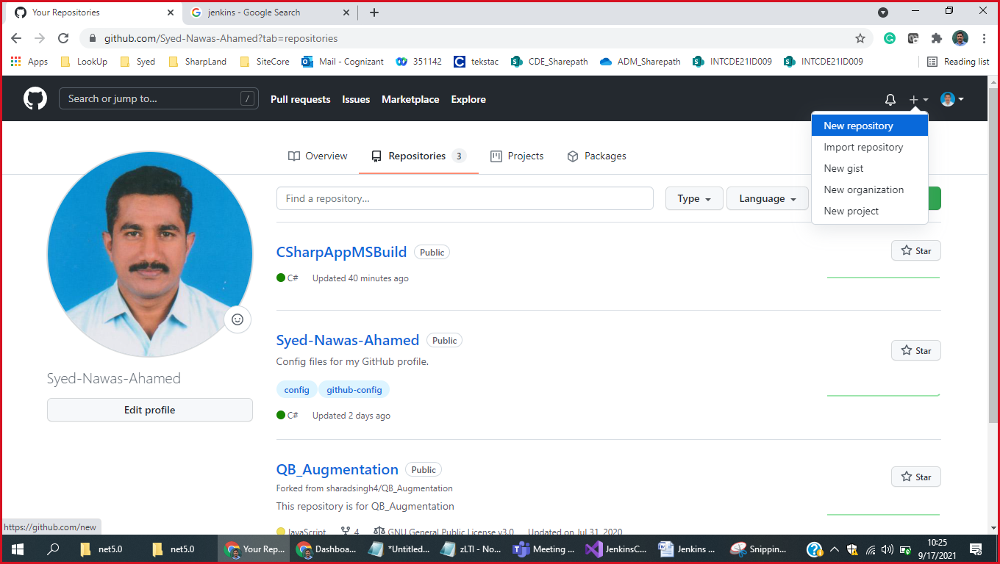 Your Repositories
jenkins - Google Search
github.com/Syed-Nawas-Ahamed?tab=repositories
Apps LookUp Syed SharpLand SiteCore Mail - Cognizant 351142 tekstac CDE_Sharepath ADM_Sharepath INTCDE21ID009 INTCDE21ID009 Reading list
Search or jump to... / Pull requests Issues Marketplace Explore
New repository
Import repository
New gist
New organization
New project
Overview Repositories 3 Projects Packages
Find a repository... Type Language
CSharpAppMSBuild Public Star
C# Updated 40 minutes ago
Syed-Nawas-Ahamed Public Star
Config files for my GitHub profile.
config github-config
C# Updated 2 days ago
Syed-Nawas-Ahamed
Edit profile
QB_Augmentation Public Star
Forked from sharadsingh4/QB_Augmentation
This repository is for QB_Augmentation
JavaScript 4 GNU General Public License v3.0 Updated on Jul 31, 2020
https://github.com/new
net5.0 net5.0 Your Rep... Dashboa... *Untitled... zLTI - No... Meeting ... JenkinsC... Jenkins ... Snippin... 10:25
9/17/2021